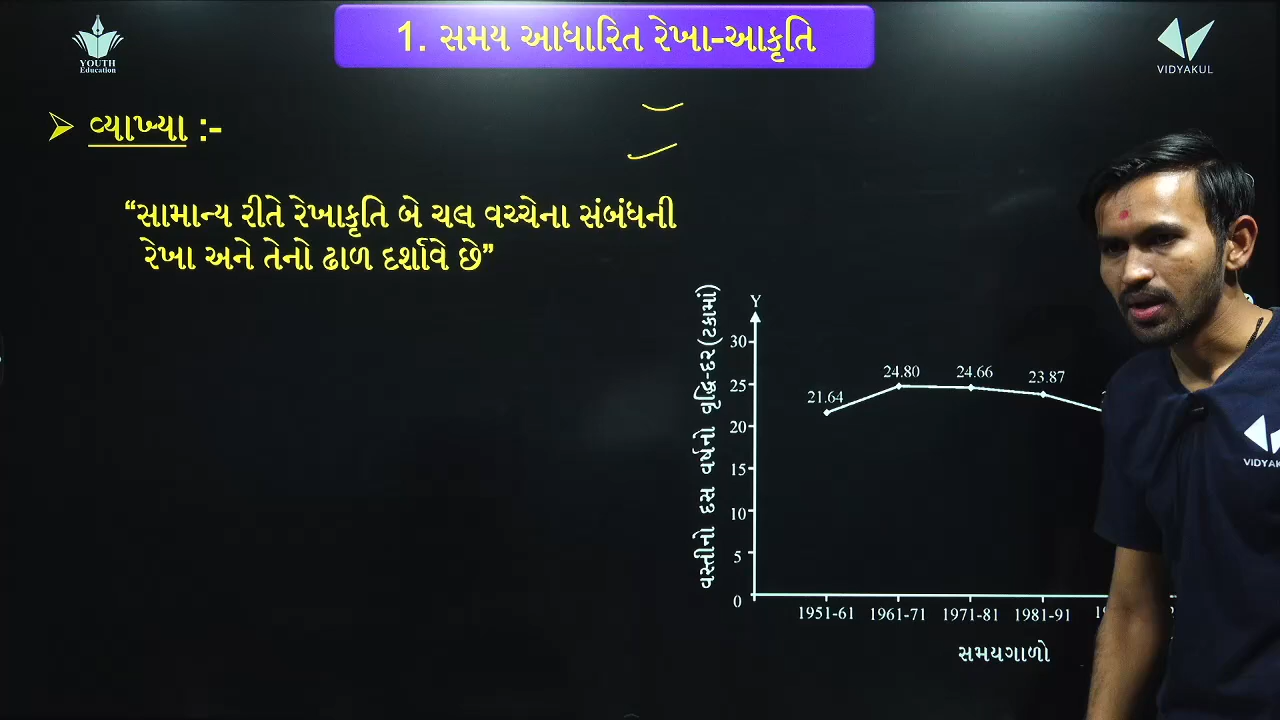 YOUTH
Education
1. સમય આધારિત રેખા-આકૃતિ
VIDYAKUL
વ્યાખ્યા :-
“સામાન્ય રીતે રેખાકૃતિ બે ચલ વચ્ચેના સંબંધની
રેખા અને તેનો ઢાળ દર્શાવે છે”
વસ્તીનો દસ વર્ષનો વૃદ્ધિ-દર (ટકામાં)
Y
30
25
20
15
10
5
0
21.64
24.80
24.66
23.87
1951-61
1961-71
1971-81
1981-91
સમયગાળો